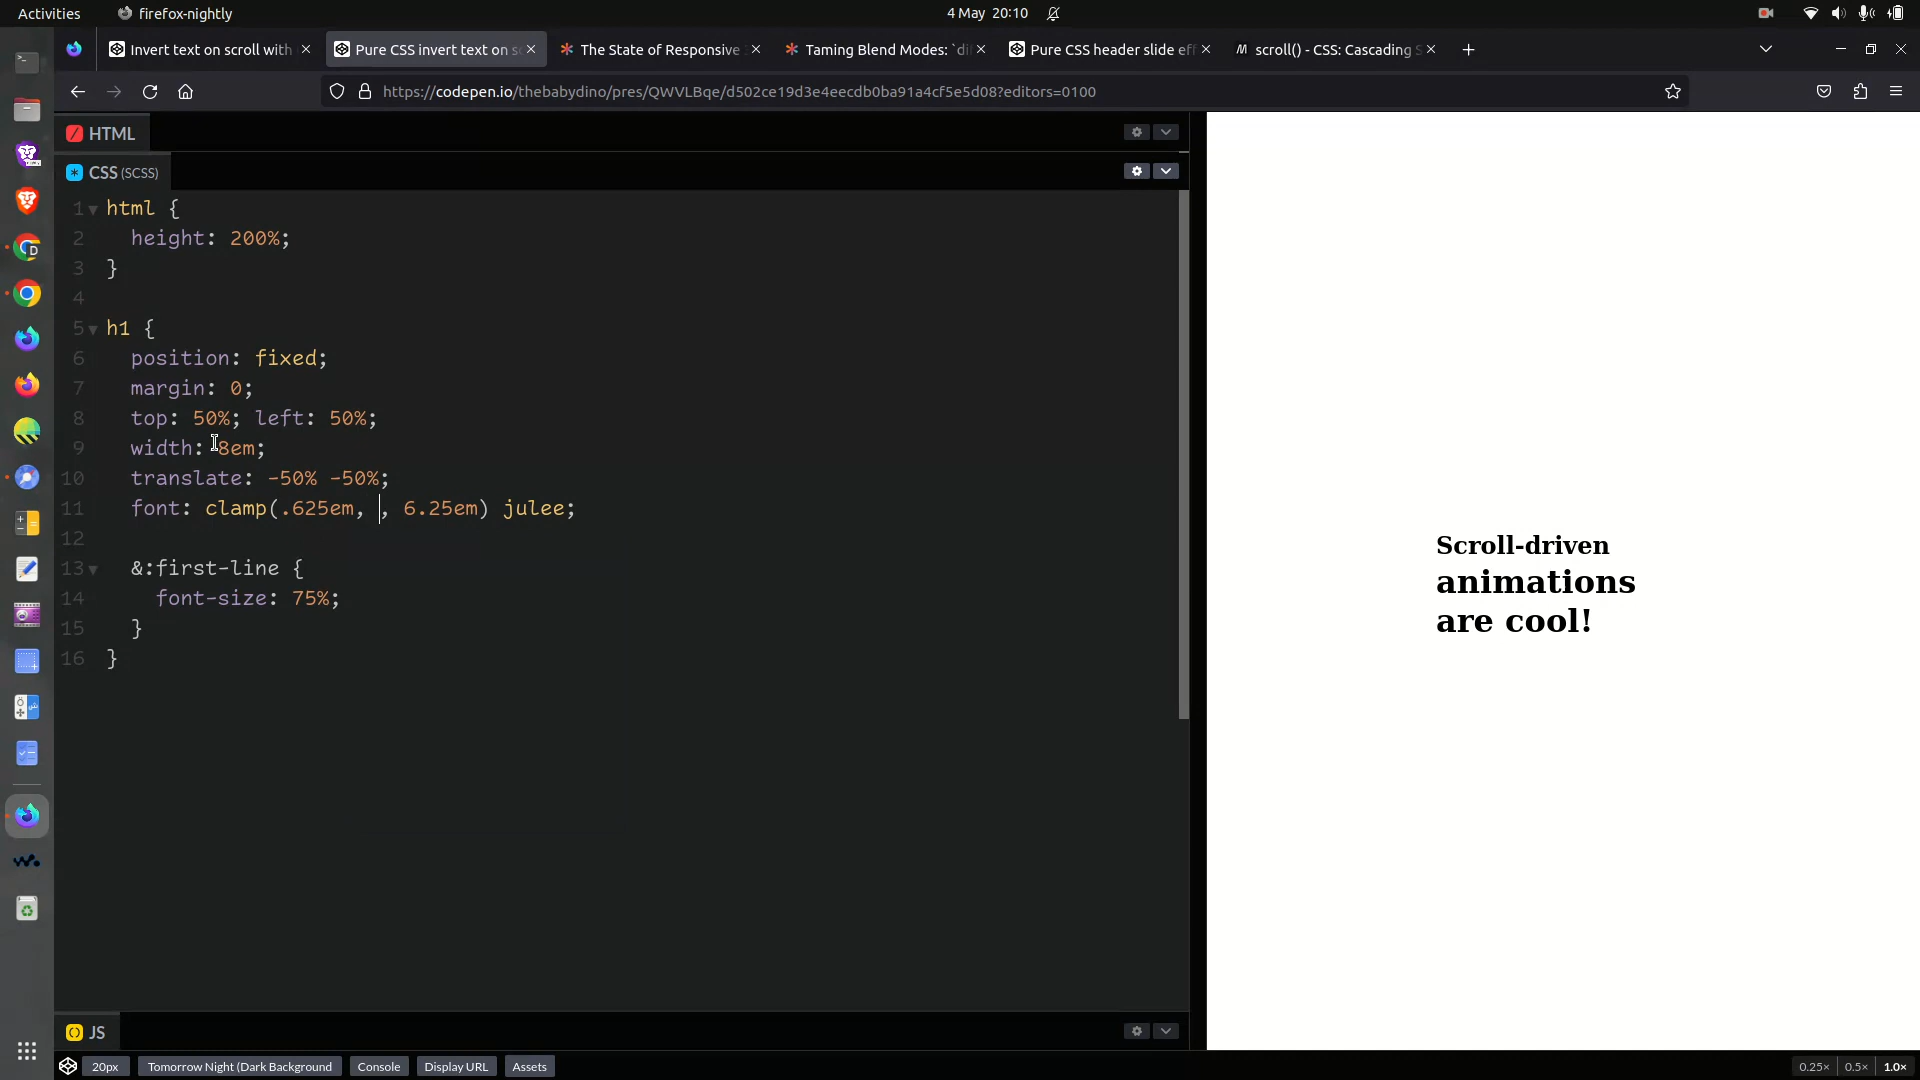 Activities
firefox-nightly
4 May 20:10
Invert text on scroll with
Pure CSS invert text on s
The State of Responsive
Taming Blend Modes: `di
Pure CSS header slide ef
scroll() - CSS: Cascading S
https://codepen.io/thebabydino/pres/QWVLBqe/d502ce19d3e4eecdb0ba91a4cf5e5d08?editors=0100
HTML
CSS (SCSS)
1 html {
2 height: 200%;
3 }
4
5 h1 {
6 position: fixed;
7 margin: 0;
8 top: 50%; left: 50%;
9 width: 8em;
10 translate: -50% -50%;
11 font: clamp(.625em, , 6.25em) julee;
12
13 &:first-line {
14 font-size: 75%;
15 }
16 }
Scroll-driven
animations
are cool!
JS
20px
Tomorrow Night (Dark Background
Console
Display URL
Assets
0.25×
0.5×
1.0×